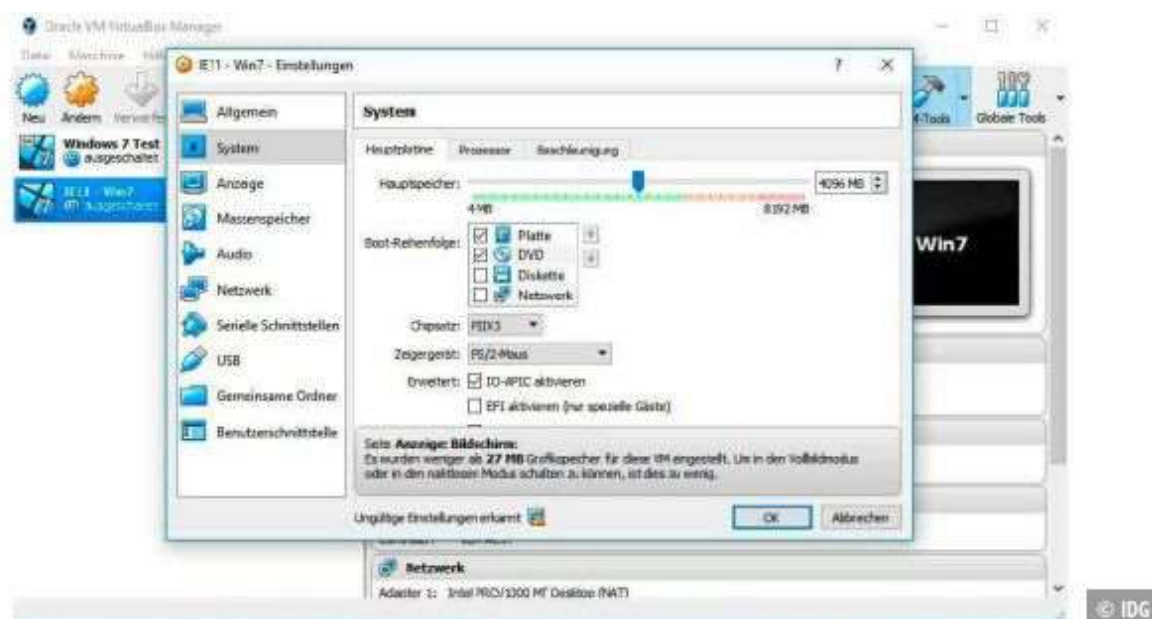 Oracle VM VirtualBox Manager
Datei Maschine
IE11 - Win7 - Einstellungen
? ×
Neu Ändern
Windows 7 Test
ausgeschaltet
IE11 - Win7
ausgeschaltet
Allgemein
System
Anzeige
Massenspeicher
Audio
Netzwerk
Serielle Schnittstellen
USB
Gemeinsame Ordner
Benutzerschnittstelle
System
Hauptplatine Prozessor Beschleunigung
Hauptspeicher: 4096 MB
4 MB 8192 MB
Boot-Reihenfolge: Platte
DVD
Diskette
Netzwerk
Chipsatz: PIIX3
Zeigergerät: PS/2-Maus
Erweitert: IO-APIC aktivieren
EFI aktivieren (nur spezielle Gäste)
Seite Anzeige: Bildschirm:
Es wurden weniger als 27 MB Grafikspeicher für diese VM eingestellt. Um in den Vollbildmodus
oder in den nahtlosen Modus schalten zu können, ist dies zu wenig.
Ungültige Einstellungen erkannt
OK Abbrechen
Globale Tools
Win7
Netzwerk
Adapter 1: Intel PRO/1000 MT Desktop (NAT)
© IDG